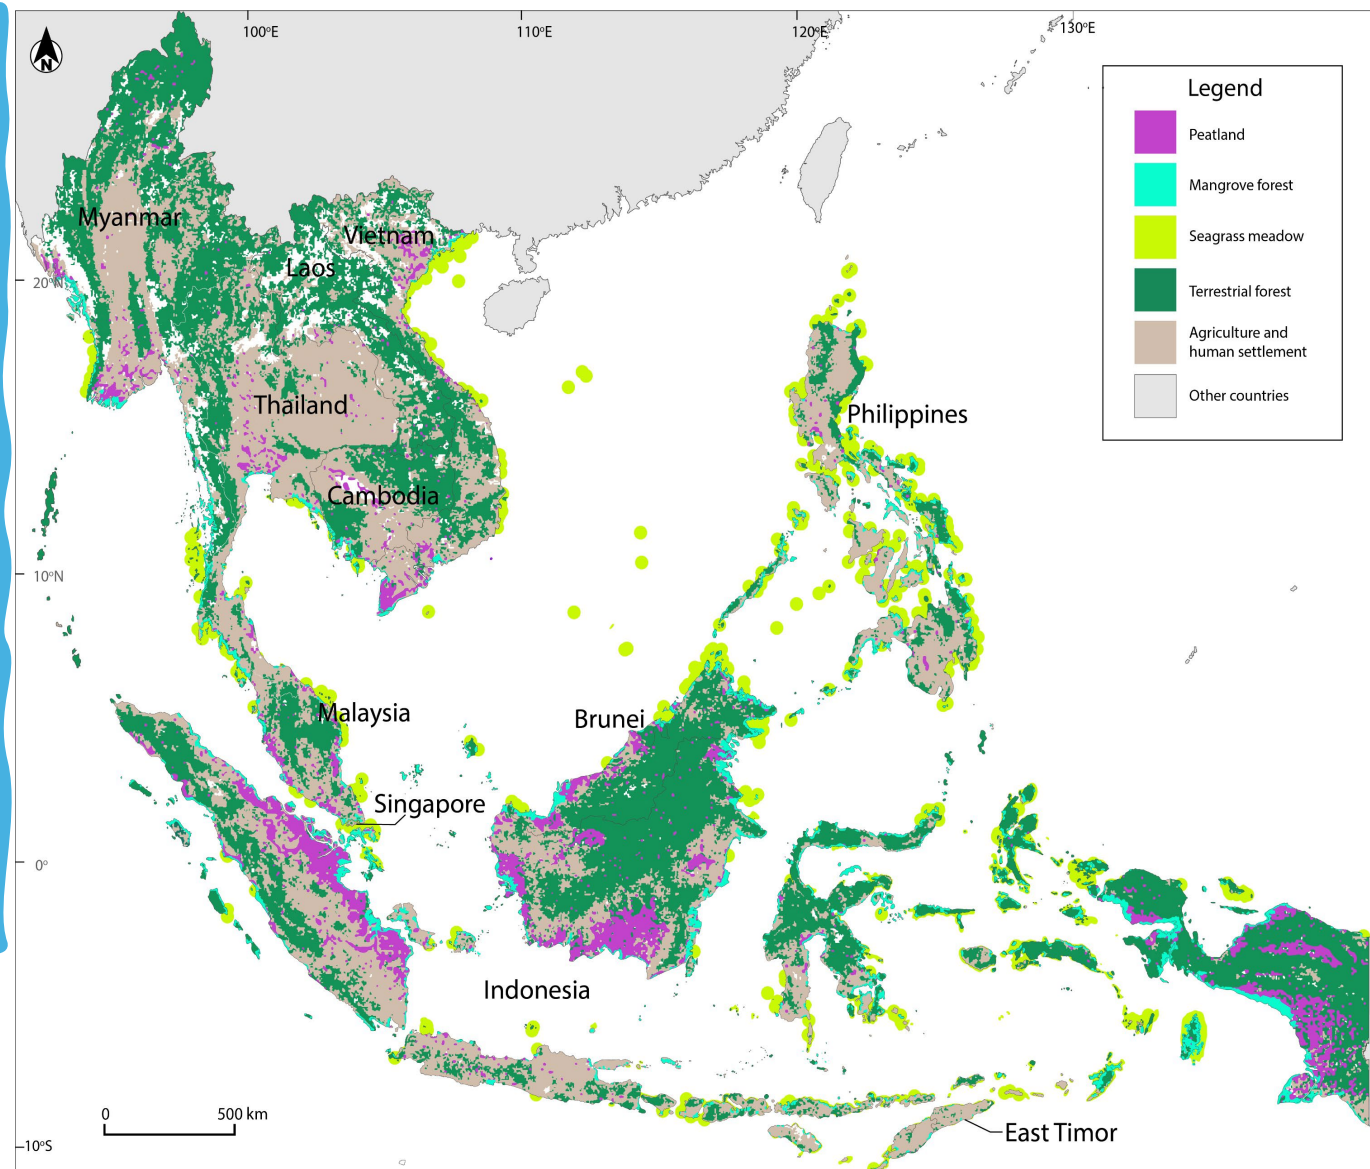 100°E
110°E
120°E
130°E
N
Legend
Peatland
Mangrove forest
Seagrass meadow
Terrestrial forest
Agriculture and
human settlement
Other countries
Myanmar
Vietnam
Laos
20°N
Thailand
Philippines
Cambodia
10°N
Malaysia
Brunei
Singapore
0°
Indonesia
0 500 km
East Timor
10°S